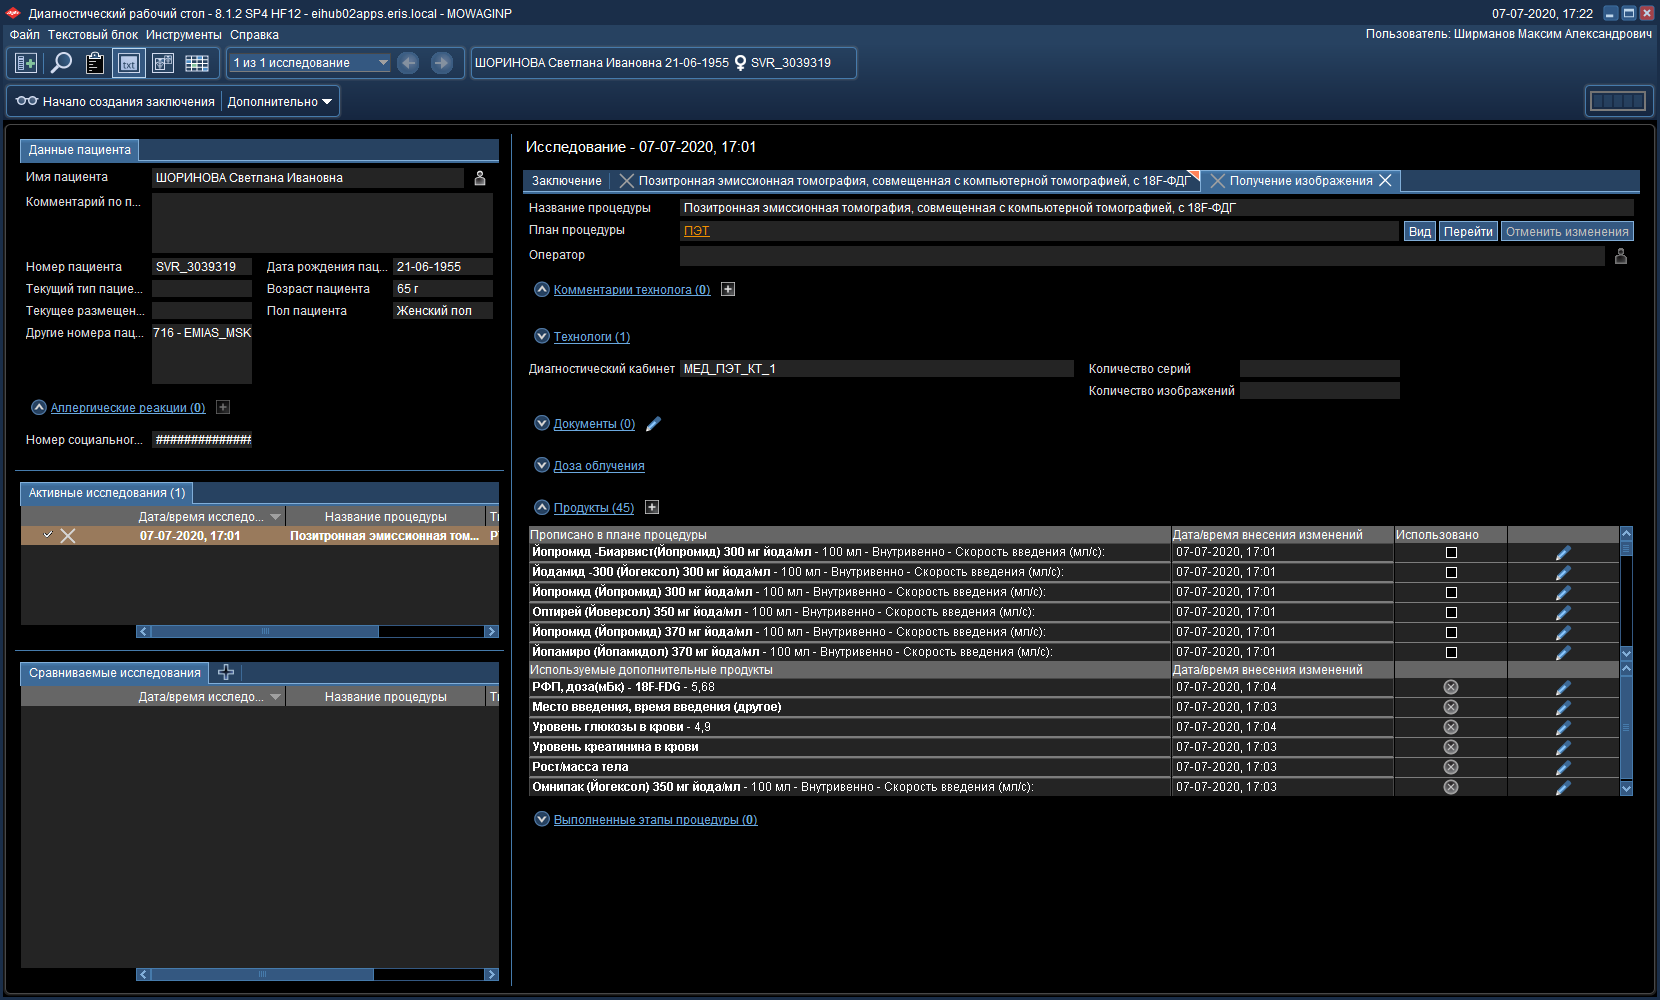 Диагностический рабочий стол - 8.1.2 SP4 HF12 - eihub02apps.eris.local - MOWAGINP
07-07-2020, 17:22
Файл Текстовый блок Инструменты Справка
Пользователь: Ширманов Максим Александрович
txt
1 из 1 исследование
ШОРИНОВА Светлана Ивановна 21-06-1955 SVR_3039319
Начало создания заключения
Дополнительно
Данные пациента
Имя пациента ШОРИНОВА Светлана Ивановна
Комментарий по п...
Номер пациента SVR_3039319 Дата рождения пац... 21-06-1955
Текущий тип пацие... Возраст пациента 65 г
Текущее размещен... Пол пациента Женский пол
Другие номера пац... 716 - EMIAS_MSK
Аллергические реакции (0)
Номер социальног... ##############
Активные исследования (1)
Дата/время исследо... Название процедуры
07-07-2020, 17:01 Позитронная эмиссионная том...
Сравниваемые исследования
Дата/время исследо... Название процедуры
Исследование - 07-07-2020, 17:01
Заключение
Позитронная эмиссионная томография, совмещенная с компьютерной томографией, с 18F-ФДГ
Получение изображения
Название процедуры Позитронная эмиссионная томография, совмещенная с компьютерной томографией, с 18F-ФДГ
План процедуры ПЭТ Вид Перейти Отменить изменения
Оператор
Комментарии технолога (0)
Технологи (1)
Диагностический кабинет МЕД_ПЭТ_КТ_1 Количество серий
Количество изображений
Документы (0)
Доза облучения
Продукты (45)
Прописано в плане процедуры Дата/время внесения изменений Использовано
Йопромид -Биарвист(Йопромид) 300 мг йода/мл - 100 мл - Внутривенно - Скорость введения (мл/с): 07-07-2020, 17:01
Йодамид -300 (Йогексол) 300 мг йода/мл - 100 мл - Внутривенно - Скорость введения (мл/с): 07-07-2020, 17:01
Йопромид (Йопромид) 300 мг йода/мл - 100 мл - Внутривенно - Скорость введения (мл/с): 07-07-2020, 17:01
Оптирей (Йоверсол) 350 мг йода/мл - 100 мл - Внутривенно - Скорость введения (мл/с): 07-07-2020, 17:01
Йопромид (Йопромид) 370 мг йода/мл - 100 мл - Внутривенно - Скорость введения (мл/с): 07-07-2020, 17:01
Йопамиро (Йопамидол) 370 мг йода/мл - 100 мл - Внутривенно - Скорость введения (мл/с): 07-07-2020, 17:01
Используемые дополнительные продукты Дата/время внесения изменений
РФП, доза(мБк) - 18F-FDG - 5,68 07-07-2020, 17:04
Место введения, время введения (другое) 07-07-2020, 17:03
Уровень глюкозы в крови - 4,9 07-07-2020, 17:04
Уровень креатинина в крови 07-07-2020, 17:03
Рост/масса тела 07-07-2020, 17:03
Омнипак (Йогексол) 350 мг йода/мл - 100 мл - Внутривенно - Скорость введения (мл/с): 07-07-2020, 17:03
Выполненные этапы процедуры (0)